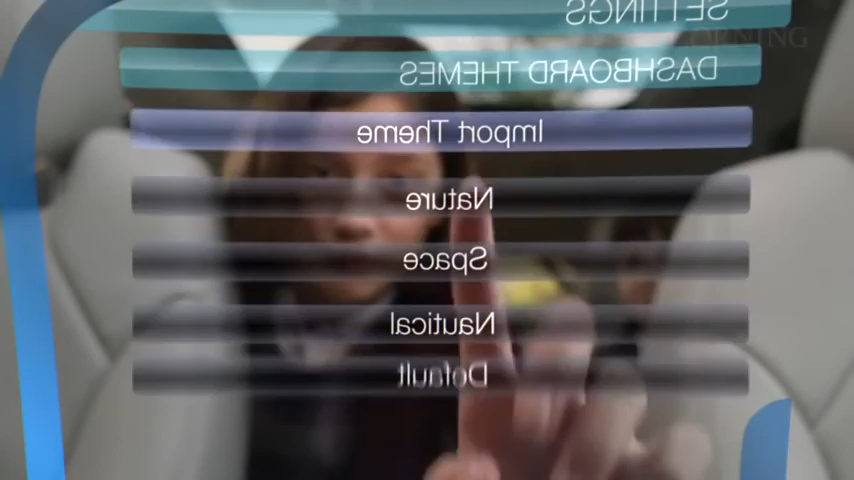 SETTINGS
DASHBOARD THEMES
Import Theme
Nature
Space
Nautical
Default